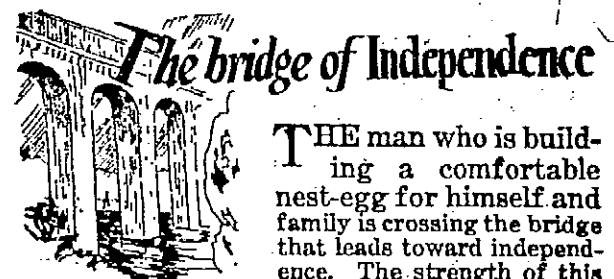 The bridge of Independence
THE man who is build-
ing a comfortable
nest-egg for himself and
family is crossing the bridge
that leads toward independ-
ence. The strength of this